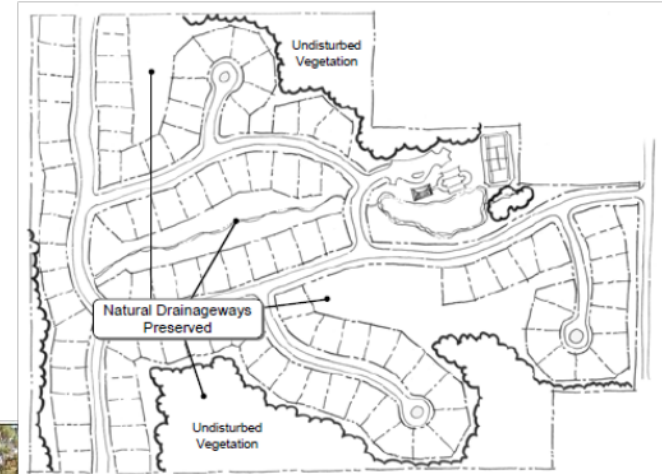 Undisturbed
Vegetation
Natural Drainageways
Preserved
Undisturbed
Vegetation